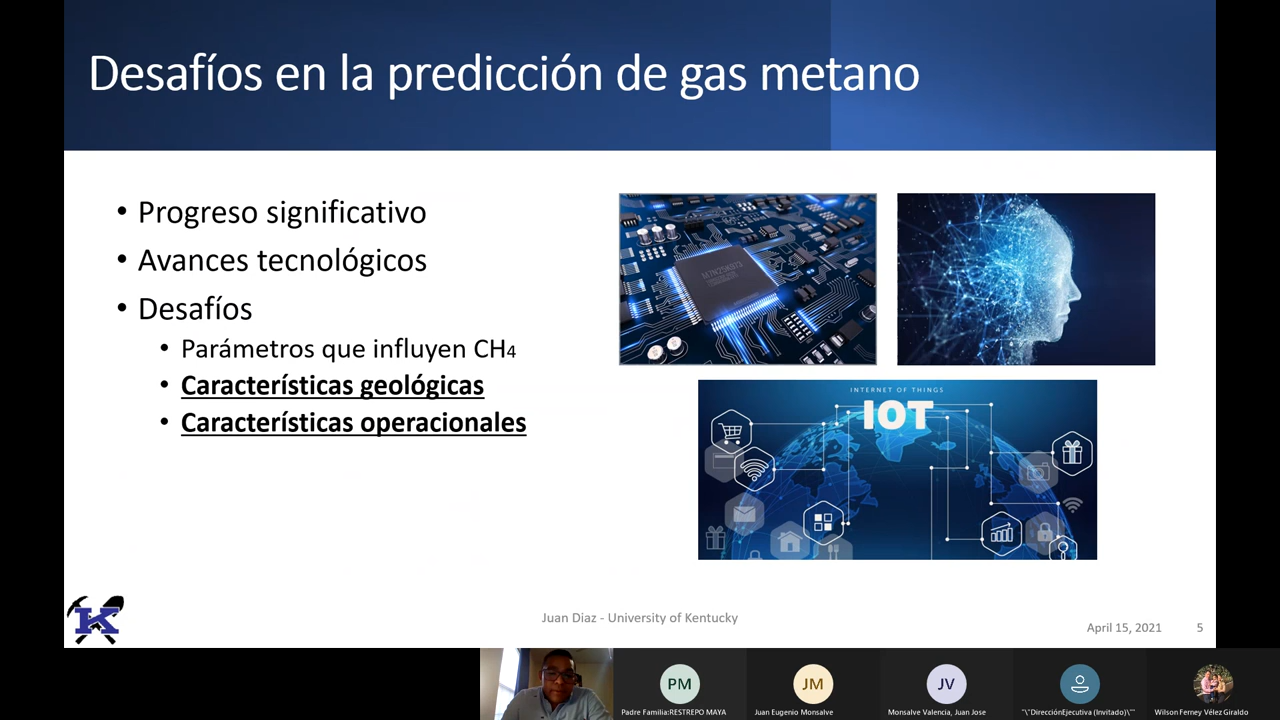 Desafíos en la predicción de gas metano
• Progreso significativo
• Avances tecnológicos
• Desafíos
• Parámetros que influyen CH4
• Características geológicas
• Características operacionales
INTERNET OF THINGS
IOT
K
Juan Diaz - University of Kentucky
April 15, 2021
5
PM
Padre Familia:RESTREPO MAYA
JM
Juan Eugenio Monsalve
JV
Monsalve Valencia, Juan Jose
"\"DirecciónEjecutiva (Invitado)\""
Wilson Ferney Vélez Giraldo